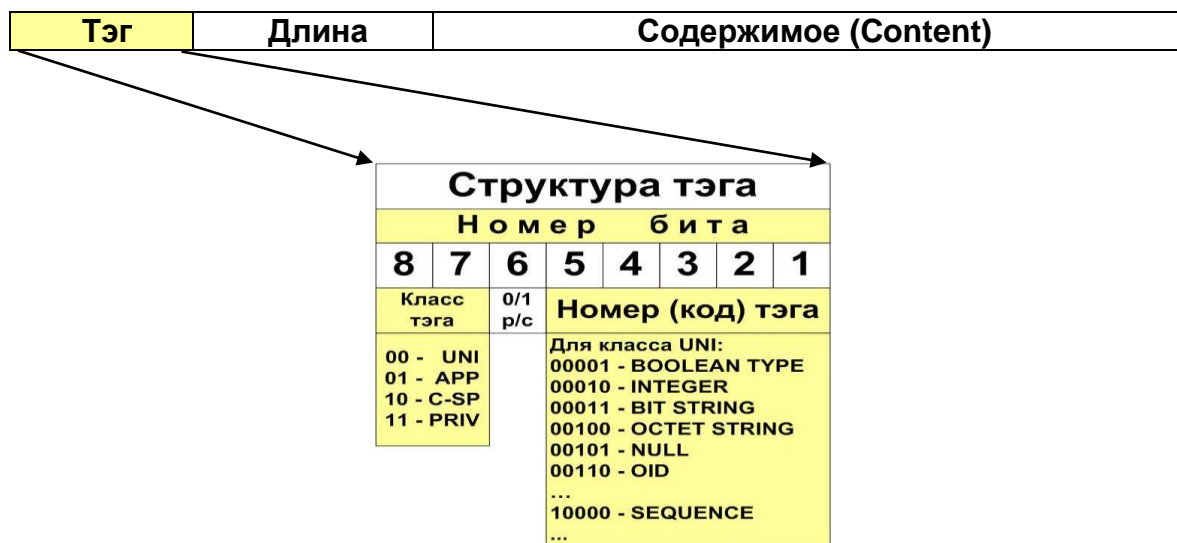 Тэг Длина Содержимое (Content)
Структура тэга
Номер бита
8 7 6 5 4 3 2 1
Класс тэга 0/1 р/с Номер (код) тэга
00 - UNI
01 - APP
10 - C-SP
11 - PRIV
Для класса UNI:
00001 - BOOLEAN TYPE
00010 - INTEGER
00011 - BIT STRING
00100 - OCTET STRING
00101 - NULL
00110 - OID
...
10000 - SEQUENCE
...